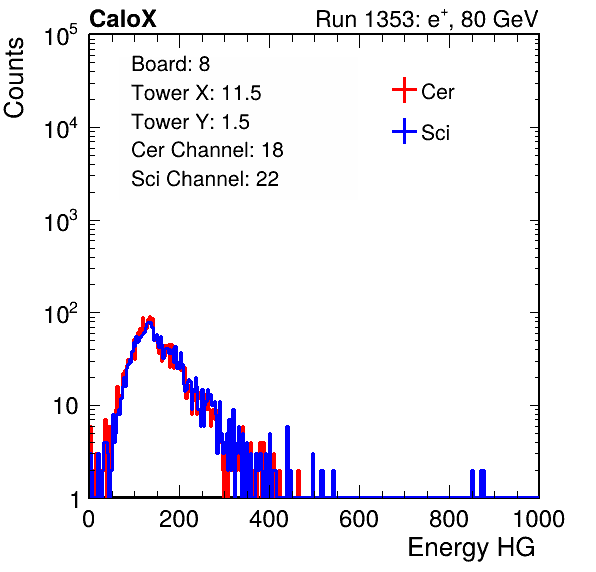 CaloX Run 1353: e⁺, 80 GeV
Counts
10⁵
10⁴
10³
10²
10
1
Board: 8
Tower X: 11.5
Tower Y: 1.5
Cer Channel: 18
Sci Channel: 22
Cer
Sci
0 200 400 600 800 1000
Energy HG